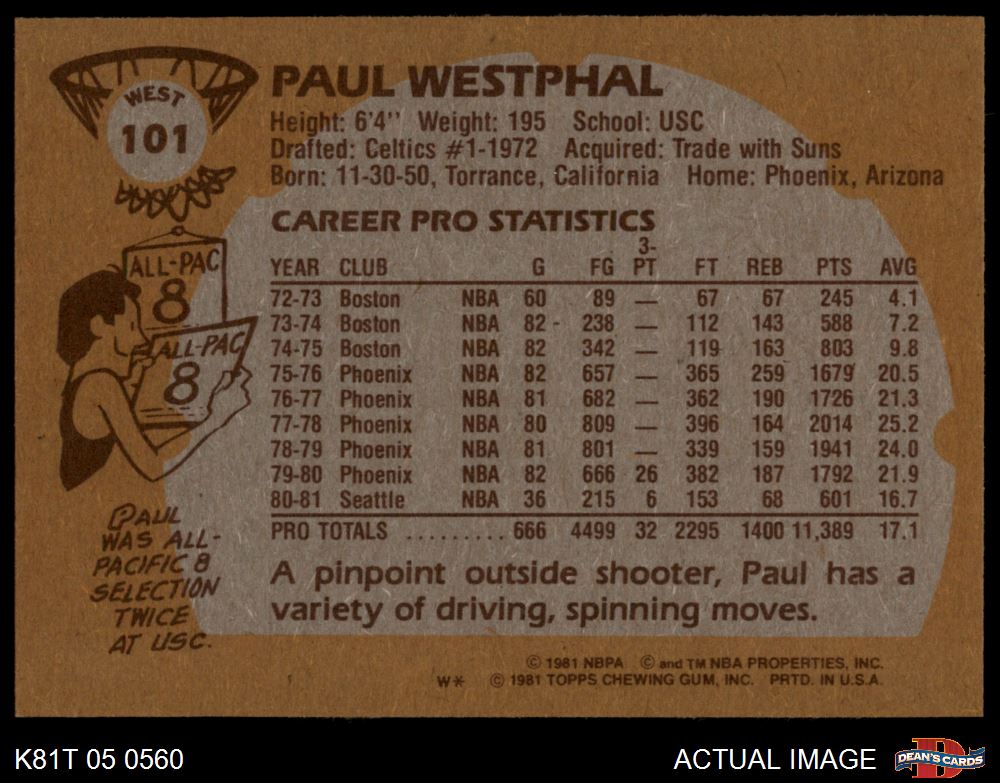 WEST
101
PAUL WESTPHAL
Height: 6'4'' Weight: 195 School: USC
Drafted: Celtics #1-1972 Acquired: Trade with Suns
Born: 11-30-50, Torrance, California Home: Phoenix, Arizona
CAREER PRO STATISTICS
YEAR CLUB G FG 3-PT FT REB PTS AVG
72-73 Boston NBA 60 89 — 67 67 245 4.1
73-74 Boston NBA 82 238 — 112 143 588 7.2
74-75 Boston NBA 82 342 — 119 163 803 9.8
75-76 Phoenix NBA 82 657 — 365 259 1679 20.5
76-77 Phoenix NBA 81 682 — 362 190 1726 21.3
77-78 Phoenix NBA 80 809 — 396 164 2014 25.2
78-79 Phoenix NBA 81 801 — 339 159 1941 24.0
79-80 Phoenix NBA 82 666 26 382 187 1792 21.9
80-81 Seattle NBA 36 215 6 153 68 601 16.7
PRO TOTALS ......... 666 4499 32 2295 1400 11,389 17.1
A pinpoint outside shooter, Paul has a
variety of driving, spinning moves.
ALL-PAC
8
ALL-PAC
8
PAUL
WAS ALL-
PACIFIC 8
SELECTION
TWICE
AT USC.
© 1981 NBPA © and TM NBA PROPERTIES, INC.
W* © 1981 TOPPS CHEWING GUM, INC. PRTD. IN U.S.A.
K81T 05 0560
ACTUAL IMAGE
DEAN'S CARDS